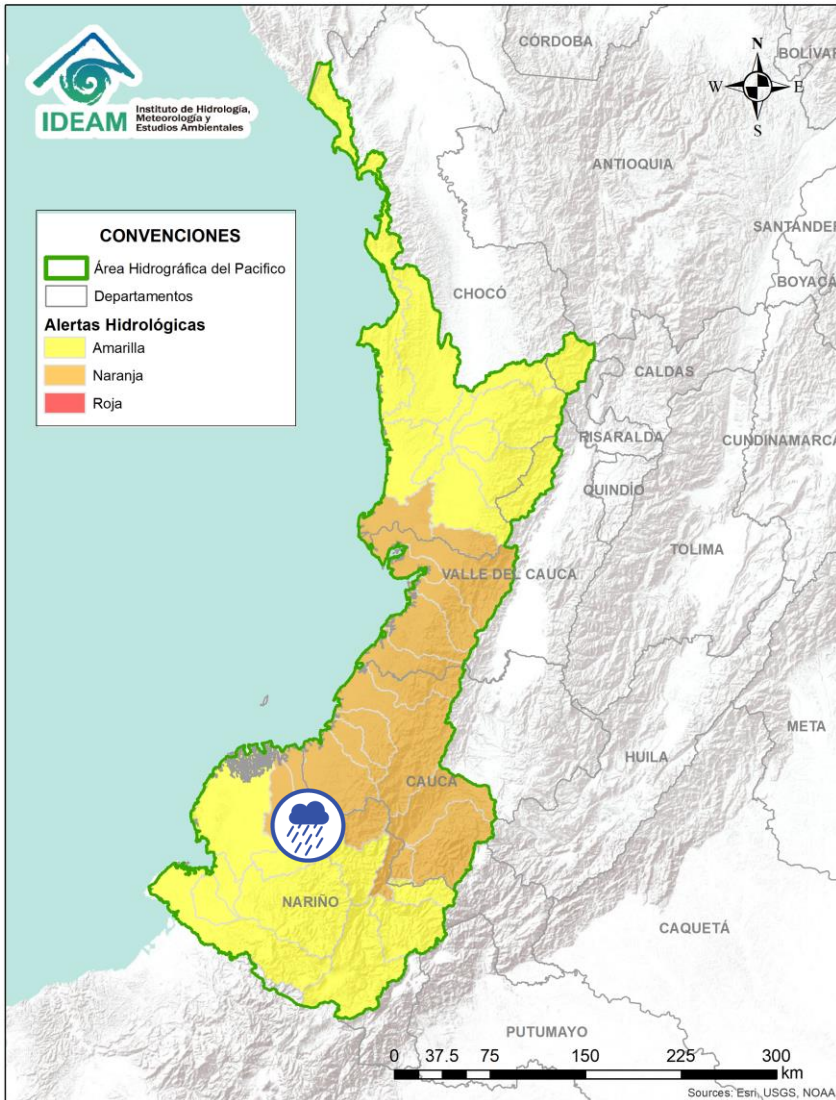 IDEAM
Instituto de Hidrología,
Meteorología y
Estudios Ambientales
CÓRDOBA
BOLÍVAR
N
W
E
S
ANTIOQUIA
SANTANDER
BOYACÁ
CONVENCIONES
Área Hidrográfica del Pacifico
Departamentos
Alertas Hidrológicas
Amarilla
Naranja
Roja
CHOCÓ
CALDAS
RISARALDA
CUNDINAMARCA
QUINDÍO
TOLIMA
VALLE DEL CAUCA
META
HUILA
CAUCA
NARIÑO
CAQUETÁ
PUTUMAYO
0 37.5 75 150 225 300
km
Sources: Esri, USGS, NOAA